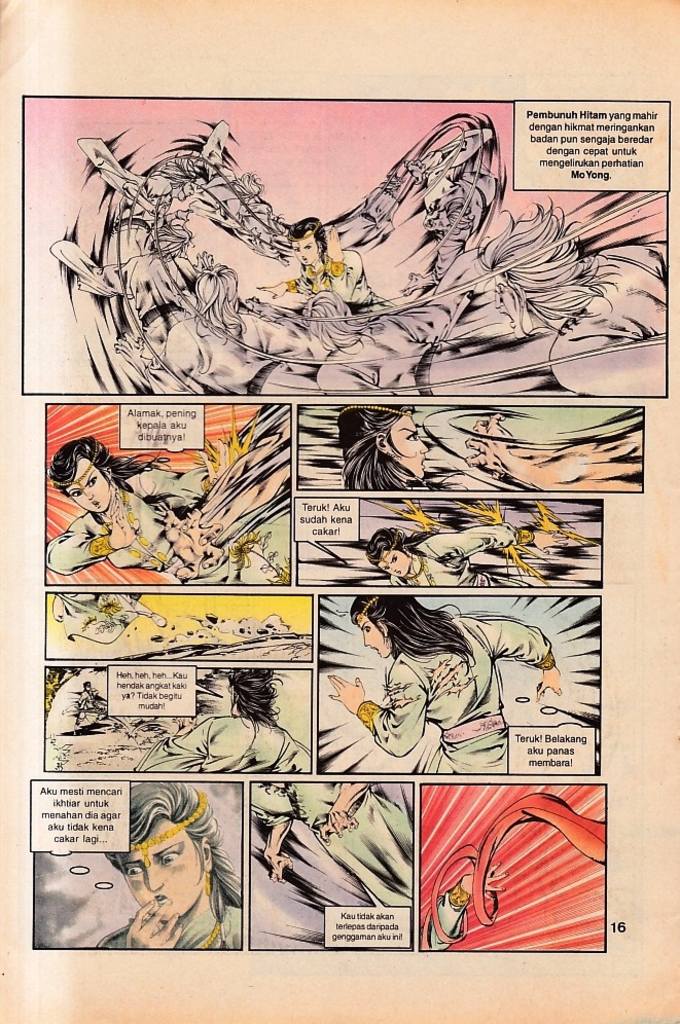 Pembunuh Hitam yang mahir
dengan hikmat meringankan
badan pun sengaja beredar
dengan cepat untuk
mengelirukan perhatian
Mo Yong.
Alamak, pening
kepala aku
dibuatnya!
Teruk! Aku
sudah kena
cakar!
Heh, heh, heh...Kau
hendak angkat kaki
ya? Tidak begitu
mudah!
Teruk! Belakang
aku panas
membara!
Aku mesti mencari
ikhtiar untuk
menahan dia agar
aku tidak kena
cakar lagi...
Kau tidak akan
terlepas daripada
genggaman aku ini!
16